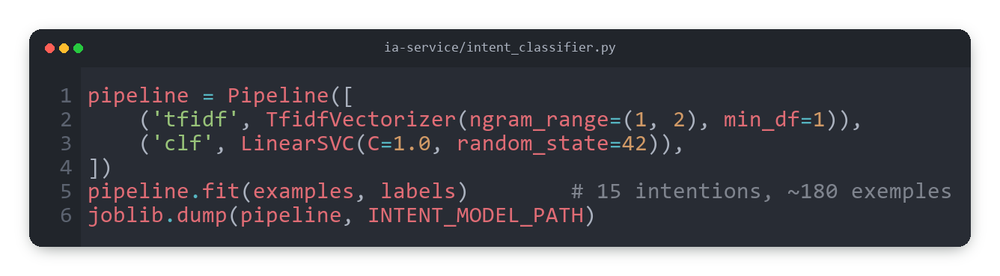 ia-service/intent_classifier.py
1 pipeline = Pipeline([
2     ('tfidf', TfidfVectorizer(ngram_range=(1, 2), min_df=1)),
3     ('clf', LinearSVC(C=1.0, random_state=42)),
4 ])
5 pipeline.fit(examples, labels)        # 15 intentions, ~180 exemples
6 joblib.dump(pipeline, INTENT_MODEL_PATH)